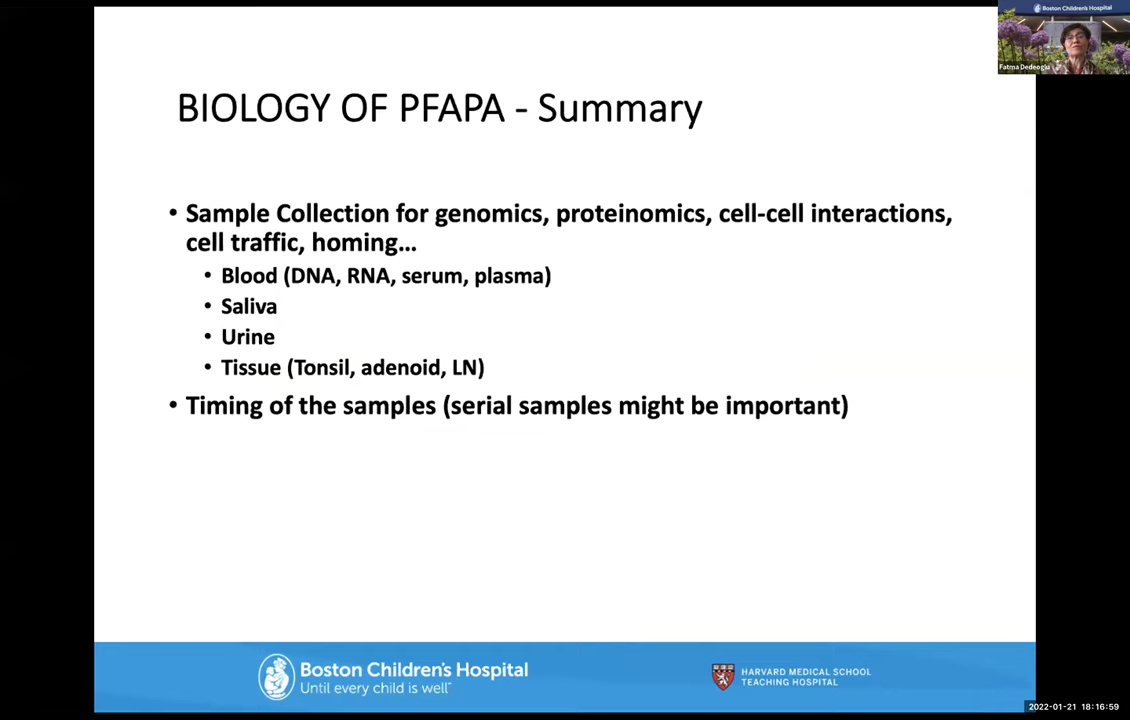 Boston Children's Hospital
Fatma Dedeoglu
BIOLOGY OF PFAPA - Summary
• Sample Collection for genomics, proteinomics, cell-cell interactions,
cell traffic, homing...
• Blood (DNA, RNA, serum, plasma)
• Saliva
• Urine
• Tissue (Tonsil, adenoid, LN)
• Timing of the samples (serial samples might be important)
Boston Children's Hospital
Until every child is well™
HARVARD MEDICAL SCHOOL
TEACHING HOSPITAL
2022-01-21 18:16:59